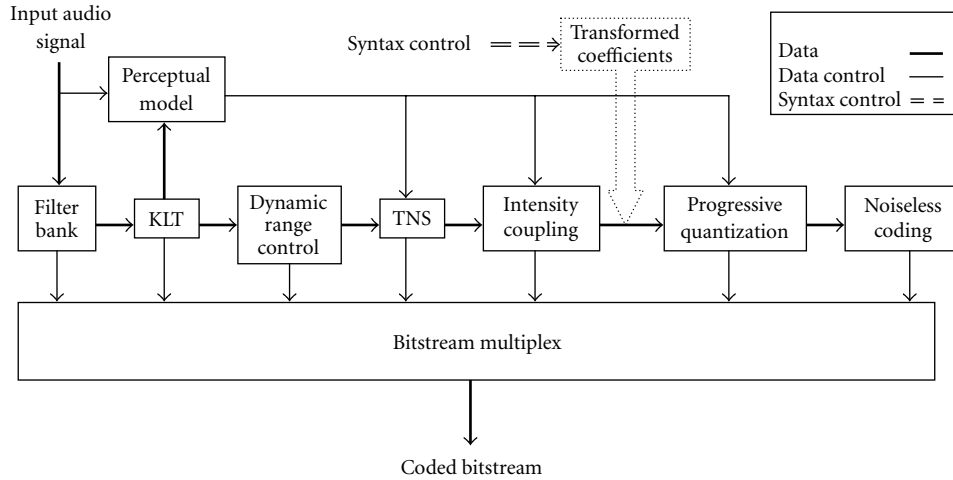 Input audio
signal
Syntax control
Transformed
coefficients
Data
Data control
Syntax control
Perceptual
model
Filter
bank
KLT
Dynamic
range
control
TNS
Intensity
coupling
Progressive
quantization
Noiseless
coding
Bitstream multiplex
Coded bitstream